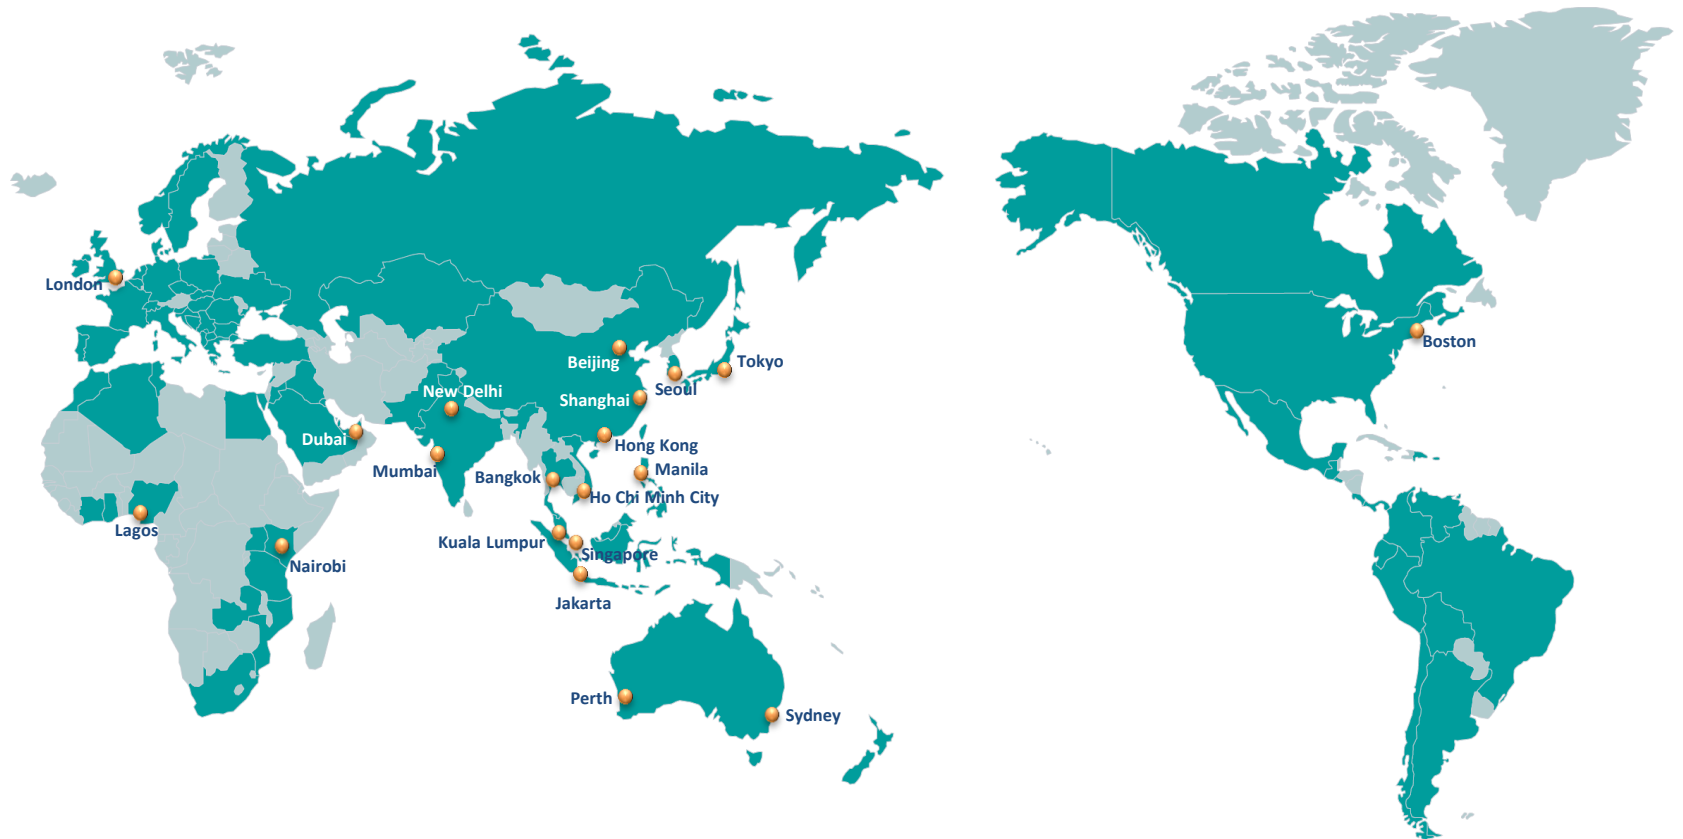 London
Beijing
Tokyo
Boston
New Delhi
Seoul
Shanghai
Dubai
Hong Kong
Mumbai
Bangkok
Manila
Ho Chi Minh City
Lagos
Kuala Lumpur
Singapore
Nairobi
Jakarta
Perth
Sydney